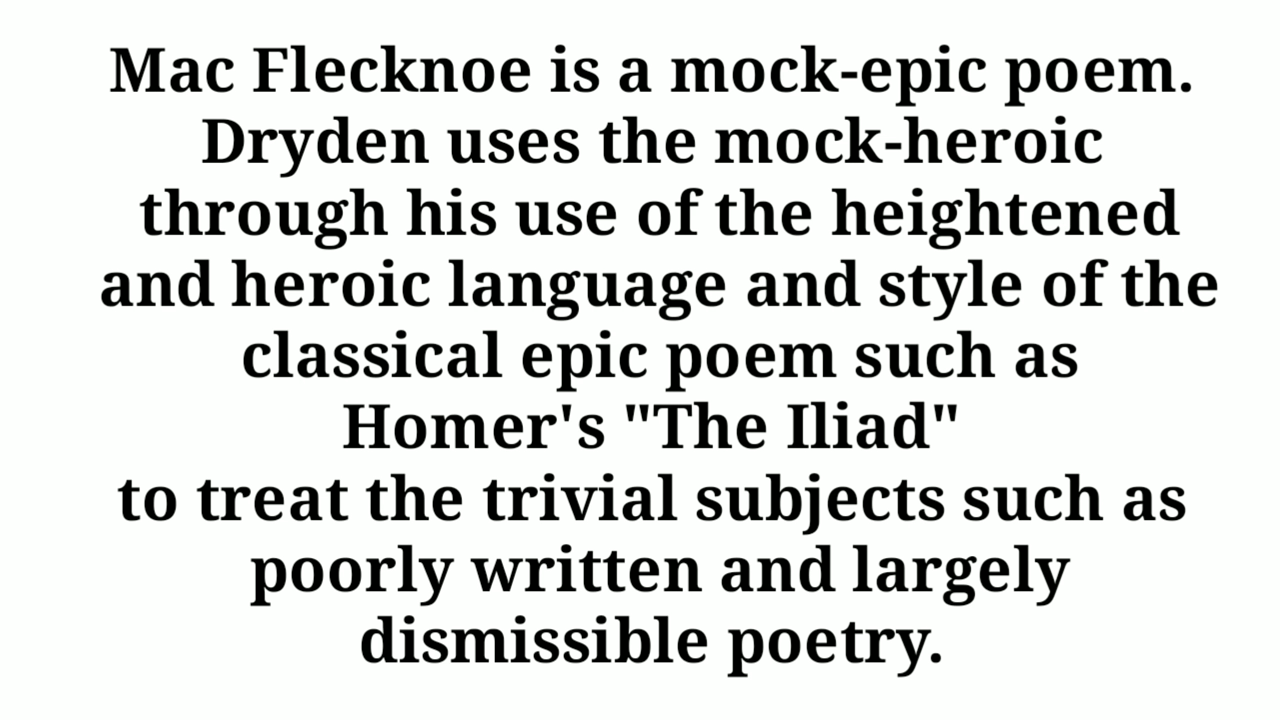 Mac Flecknoe is a mock-epic poem.
Dryden uses the mock-heroic
through his use of the heightened
and heroic language and style of the
classical epic poem such as
Homer's "The Iliad"
to treat the trivial subjects such as
poorly written and largely
dismissible poetry.